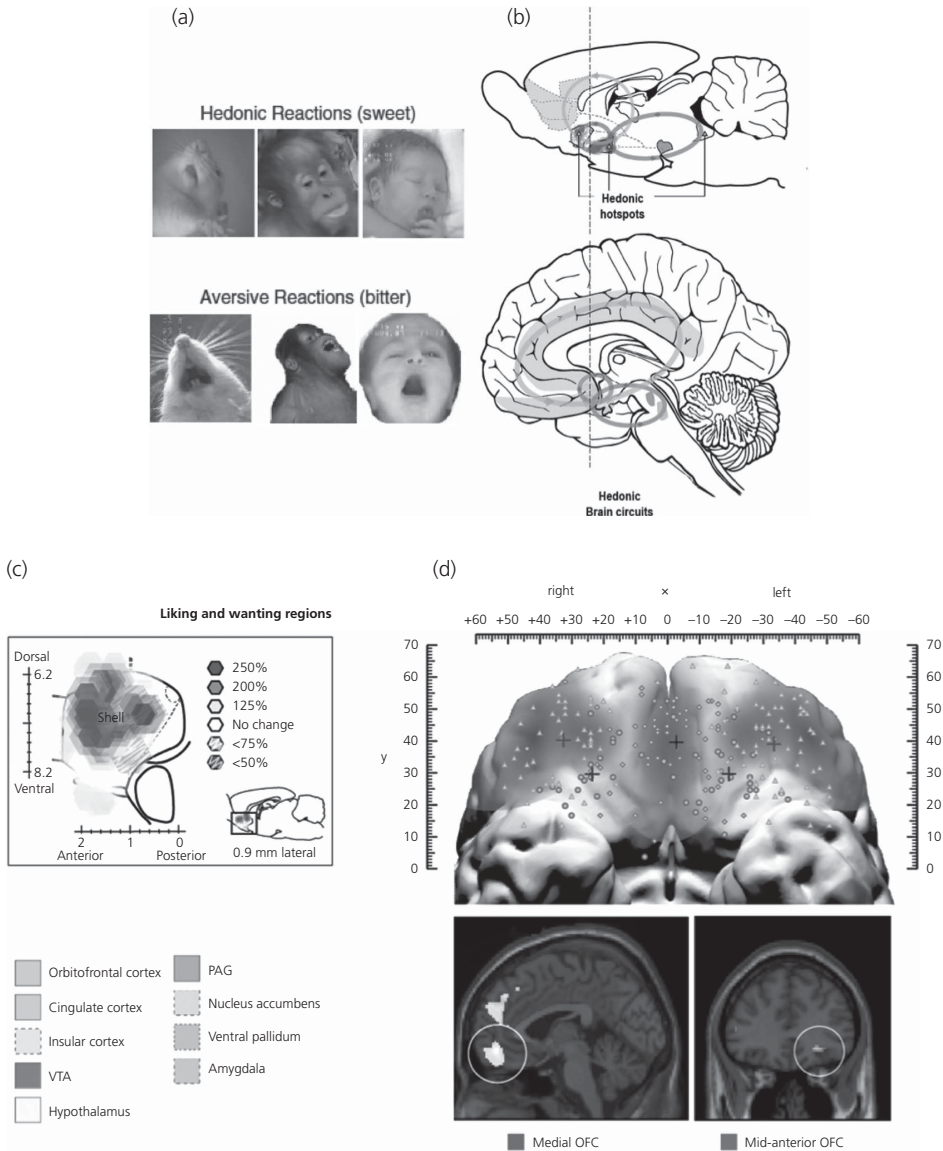 (a)
(b)
Hedonic Reactions (sweet)
Hedonic
hotspots
Aversive Reactions (bitter)
Hedonic
Brain circuits
(c)
Liking and wanting regions
Dorsal
6.2
Shell
8.2
Ventral
250%
200%
125%
No change
<75%
<50%
2 1 0
Anterior Posterior
0.9 mm lateral
(d)
right × left
+60 +50 +40 +30 +20 +10 0 −10 −20 −30 −40 −50 −60
70 70
60 60
50 50
40 40
y
30 30
20 20
10 10
0 0
Orbitofrontal cortex
Cingulate cortex
Insular cortex
VTA
Hypothalamus
PAG
Nucleus accumbens
Ventral pallidum
Amygdala
Medial OFC
Mid-anterior OFC